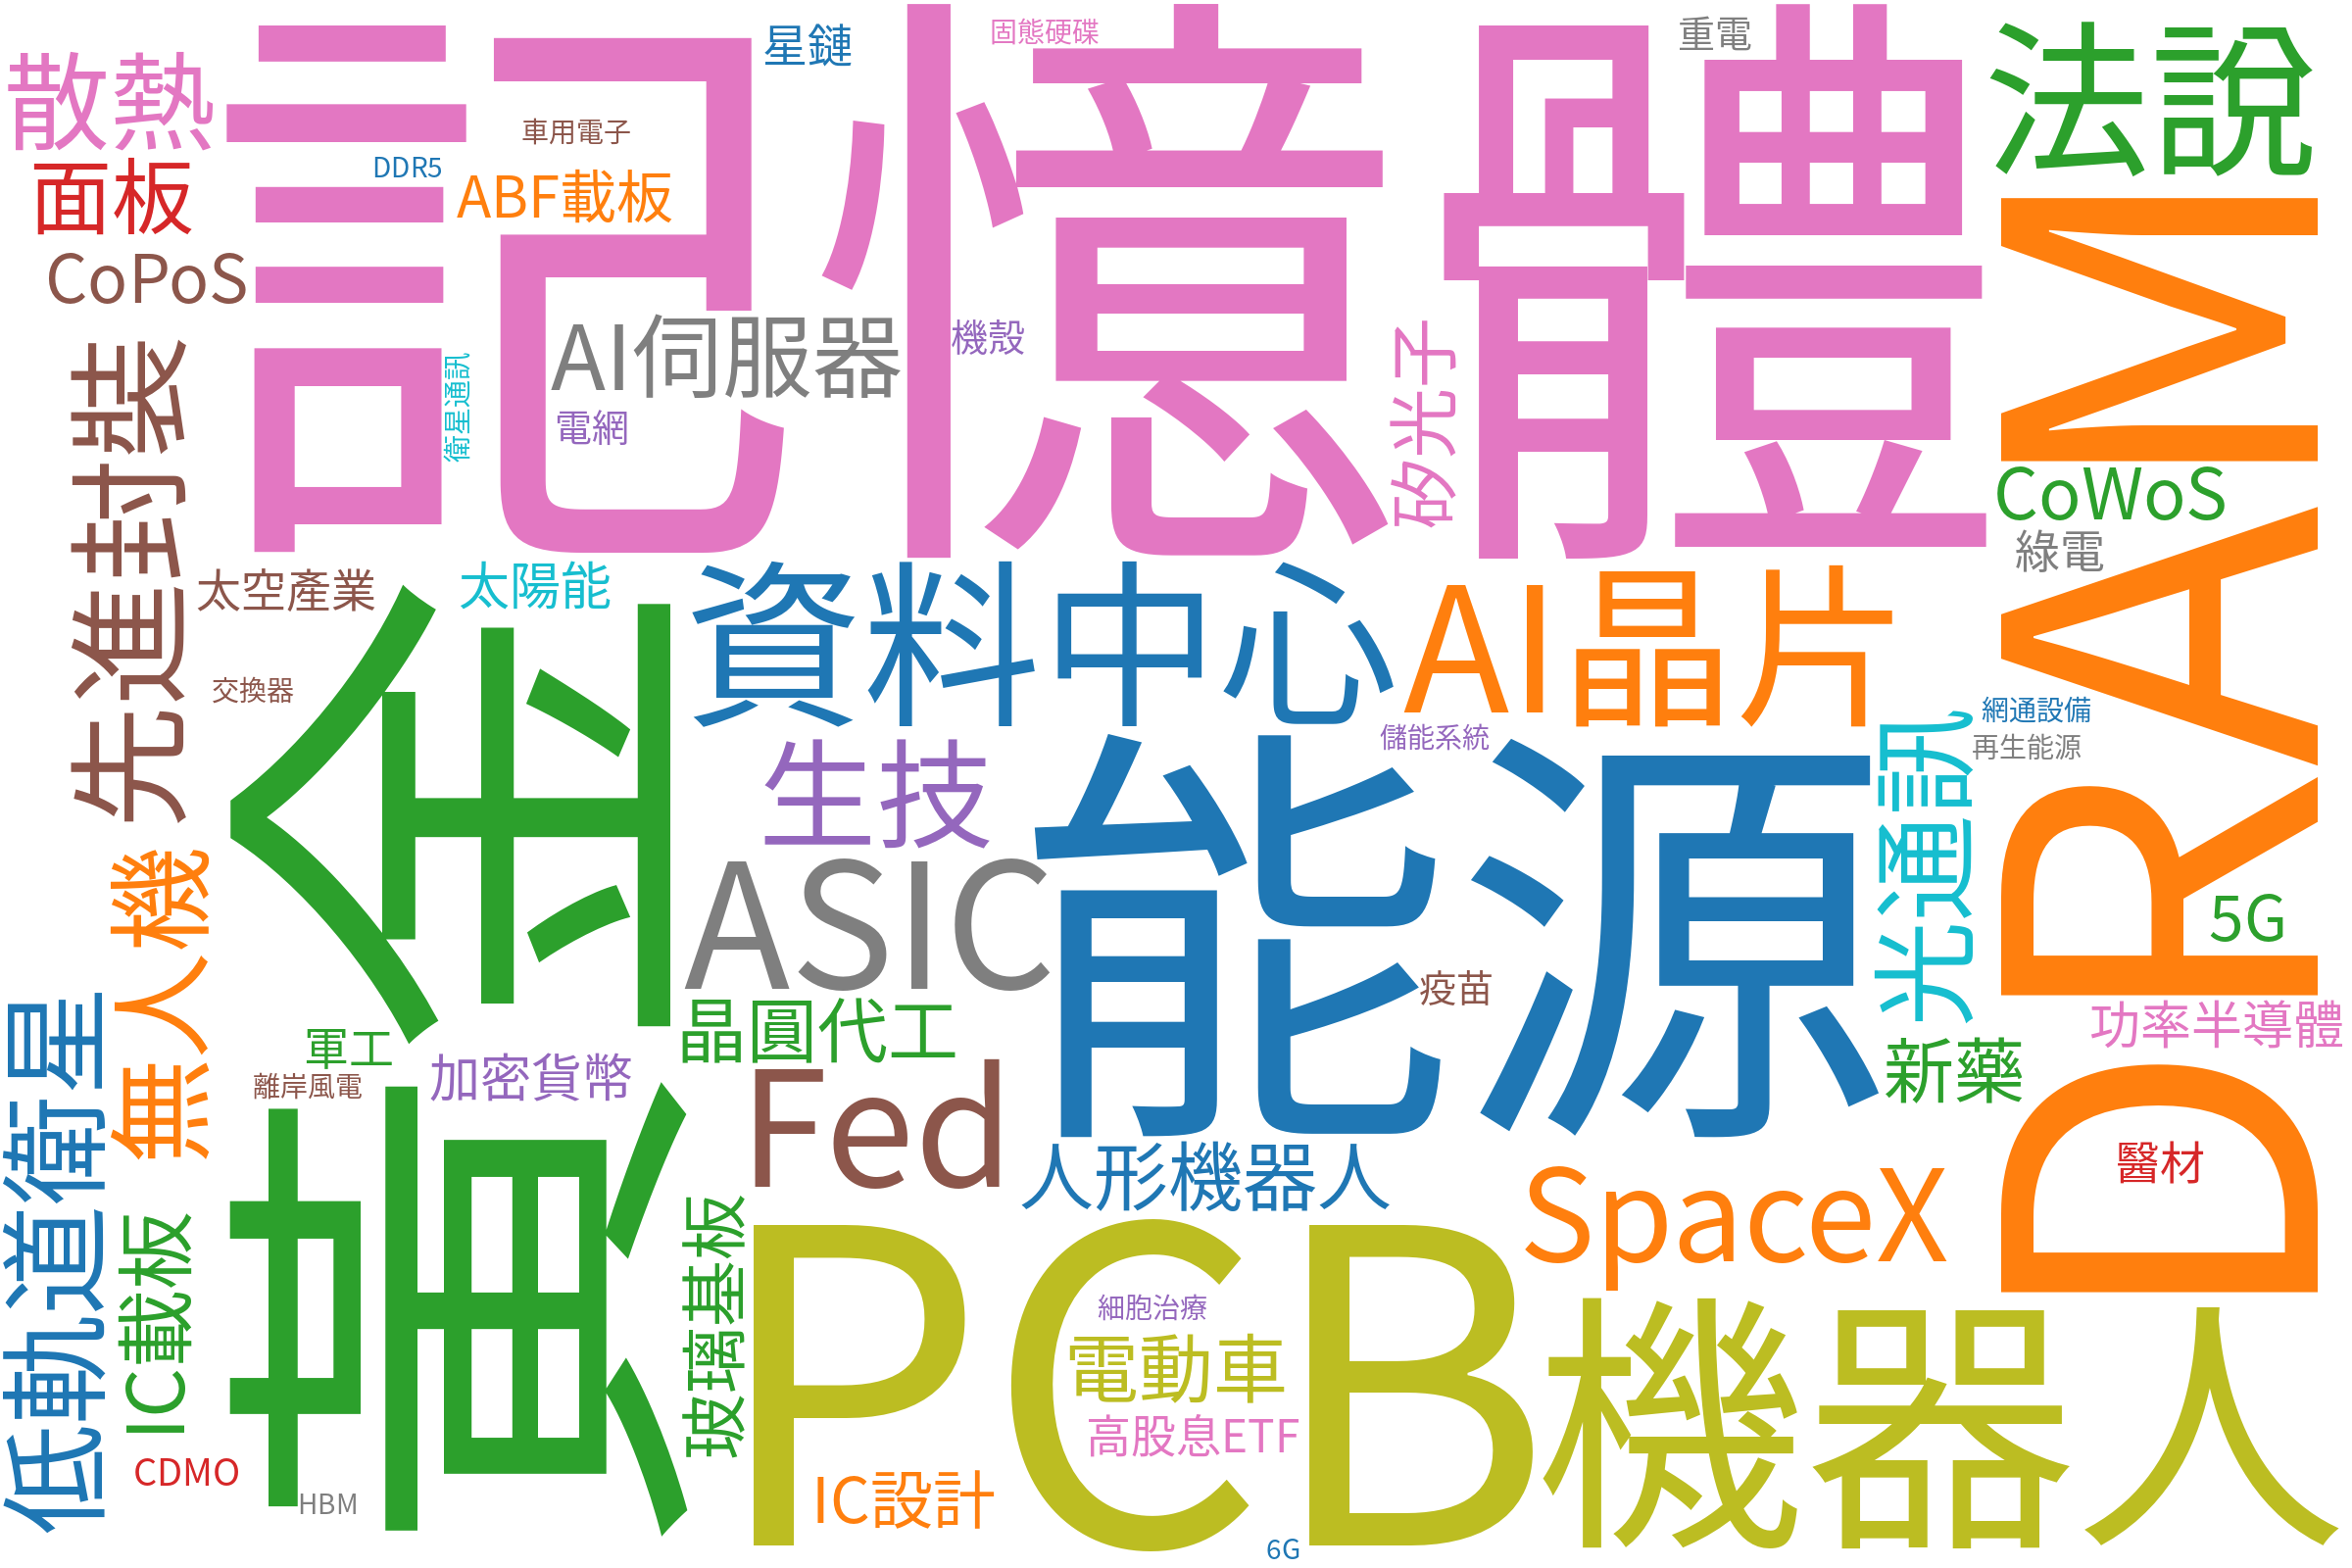 記憶體
散熱
星鏈
固態硬碟
重電
法說
車用電子
DDR5
面板
ABF載板
CoPoS
AI伺服器
機殼
電網
衛星通訊
矽光子
DRAM
先進封裝
CoWoS
綠電
太空產業
太陽能
資料中心
AI晶片
交換器
黃金
儲能系統
網通設備
再生能源
光通訊
生技
能源
無人機
ASIC
5G
疫苗
低軌道衛星
晶圓代工
功率半導體
軍工
加密貨幣
離岸風電
新藥
Fed
人形機器人
醫材
SpaceX
IC載板
玻璃基板
PCB
細胞治療
機器人
電動車
高股息ETF
CDMO
HBM
IC設計
6G